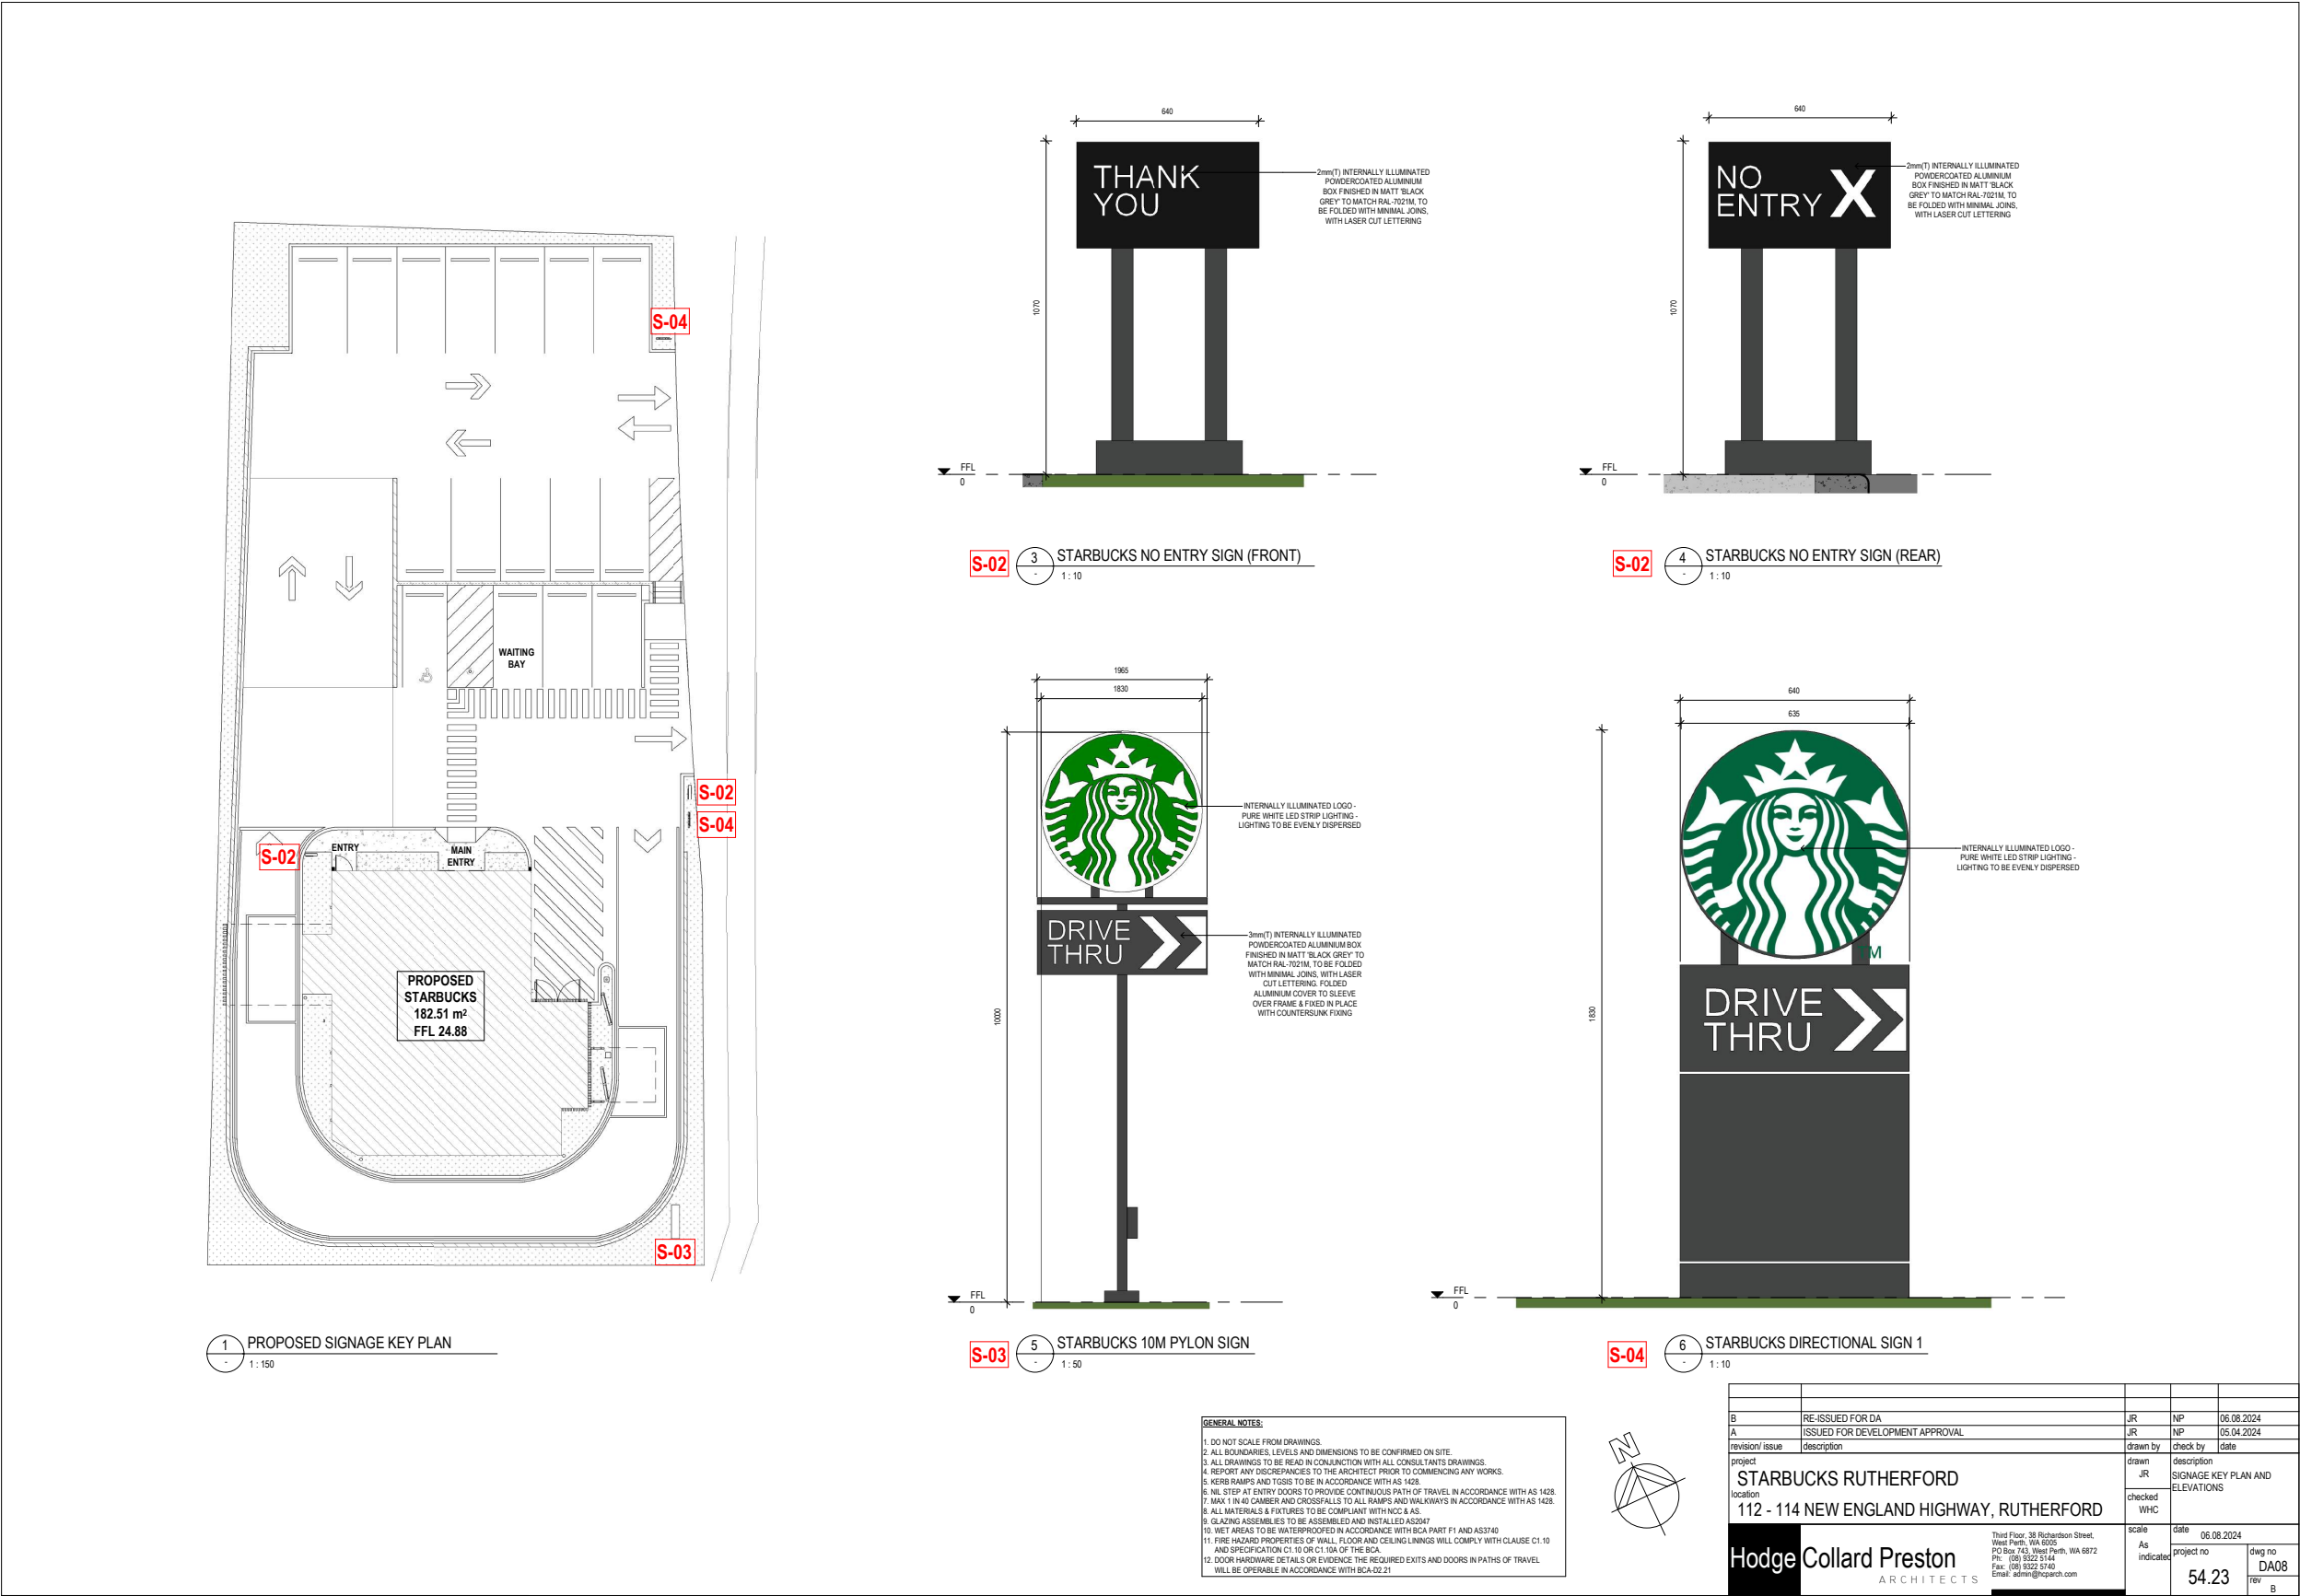 640
THANK
YOU
2mm(T) INTERNALLY ILLUMINATED
POWDERCOATED ALUMINIUM
BOX FINISHED IN MATT 'BLACK
GREY' TO MATCH RAL-7021M, TO
BE FOLDED WITH MINIMAL JOINS,
WITH LASER CUT LETTERING
1070
FFL
0
S-02
3
-
STARBUCKS NO ENTRY SIGN (FRONT)
1 : 10
640
NO
ENTRY X
2mm(T) INTERNALLY ILLUMINATED
POWDERCOATED ALUMINIUM
BOX FINISHED IN MATT 'BLACK
GREY' TO MATCH RAL-7021M, TO
BE FOLDED WITH MINIMAL JOINS,
WITH LASER CUT LETTERING
1070
FFL
0
S-02
4
-
STARBUCKS NO ENTRY SIGN (REAR)
1 : 10
S-04
WAITING
BAY
S-02
S-04
S-02
ENTRY
MAIN
ENTRY
PROPOSED
STARBUCKS
182.51 m²
FFL 24.88
S-03
1
-
PROPOSED SIGNAGE KEY PLAN
1 : 150
1965
1830
INTERNALLY ILLUMINATED LOGO -
PURE WHITE LED STRIP LIGHTING -
LIGHTING TO BE EVENLY DISPERSED
DRIVE
THRU
3mm(T) INTERNALLY ILLUMINATED
POWDERCOATED ALUMINIUM BOX
FINISHED IN MATT 'BLACK GREY' TO
MATCH RAL-7021M, TO BE FOLDED
WITH MINIMAL JOINS, WITH LASER
CUT LETTERING. FOLDED
ALUMINIUM COVER TO SLEEVE
OVER FRAME & FIXED IN PLACE
WITH COUNTERSUNK FIXING
10000
FFL
0
S-03
5
-
STARBUCKS 10M PYLON SIGN
1 : 50
640
635
INTERNALLY ILLUMINATED LOGO -
PURE WHITE LED STRIP LIGHTING -
LIGHTING TO BE EVENLY DISPERSED
DRIVE
THRU
1830
FFL
0
S-04
6
-
STARBUCKS DIRECTIONAL SIGN 1
1 : 10
GENERAL NOTES:
1. DO NOT SCALE FROM DRAWINGS.
2. ALL BOUNDARIES, LEVELS AND DIMENSIONS TO BE CONFIRMED ON SITE.
3. ALL DRAWINGS TO BE READ IN CONJUNCTION WITH ALL CONSULTANTS DRAWINGS.
4. REPORT ANY DISCREPANCIES TO THE ARCHITECT PRIOR TO COMMENCING ANY WORKS.
5. KERB RAMPS AND TGSIS TO BE IN ACCORDANCE WITH AS 1428.
6. NIL STEP AT ENTRY DOORS TO PROVIDE CONTINUOUS PATH OF TRAVEL IN ACCORDANCE WITH AS 1428.
7. MAX 1 IN 40 CAMBER AND CROSSFALLS TO ALL RAMPS AND WALKWAYS IN ACCORDANCE WITH AS 1428.
8. ALL MATERIALS & FIXTURES TO BE COMPLIANT WITH NCC & AS.
9. GLAZING ASSEMBLIES TO BE ASSEMBLED AND INSTALLED AS2047
10. WET AREAS TO BE WATERPROOFED IN ACCORDANCE WITH BCA PART F1 AND AS3740
11. FIRE HAZARD PROPERTIES OF WALL, FLOOR AND CEILING LININGS WILL COMPLY WITH CLAUSE C1.10
AND SPECIFICATION C1.10 OR C1.10A OF THE BCA.
12. DOOR HARDWARE DETAILS OR EVIDENCE THE REQUIRED EXITS AND DOORS IN PATHS OF TRAVEL
WILL BE OPERABLE IN ACCORDANCE WITH BCA-D2.21
N
B RE-ISSUED FOR DA JR NP 06.08.2024
A ISSUED FOR DEVELOPMENT APPROVAL JR NP 05.04.2024
revision/ issue description drawn by check by date
project
STARBUCKS RUTHERFORD
location
112 - 114 NEW ENGLAND HIGHWAY, RUTHERFORD
drawn
JR
checked
WHC
description
SIGNAGE KEY PLAN AND
ELEVATIONS
Hodge Collard Preston
ARCHITECTS
Third Floor, 38 Richardson Street,
West Perth, WA 6005
PO Box 743, West Perth, WA 6872
Ph: (08) 9322 5144
Fax: (08) 9322 5740
Email: admin@hcparch.com
scale
As
indicated
date
06.08.2024
project no
54.23
dwg no
DA08
rev
B